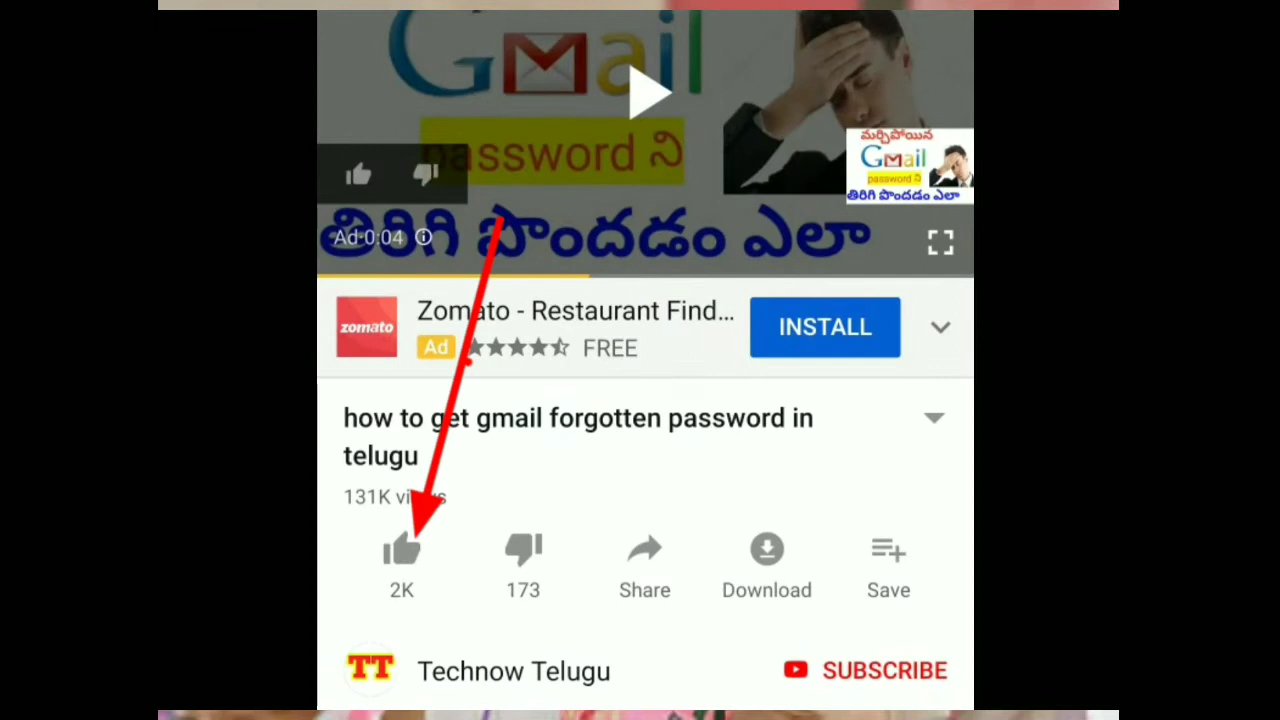 Gmail
password ని
తిరిగి పొందడం ఎలా
మర్చిపోయిన
Gmail
password ని
తిరిగి పొందడం ఎలా
Ad·0:04
zomato
Zomato - Restaurant Find...
Ad FREE
INSTALL
how to get gmail forgotten password in
telugu
131K views
2K
173
Share
Download
Save
TT
Technow Telugu
SUBSCRIBE